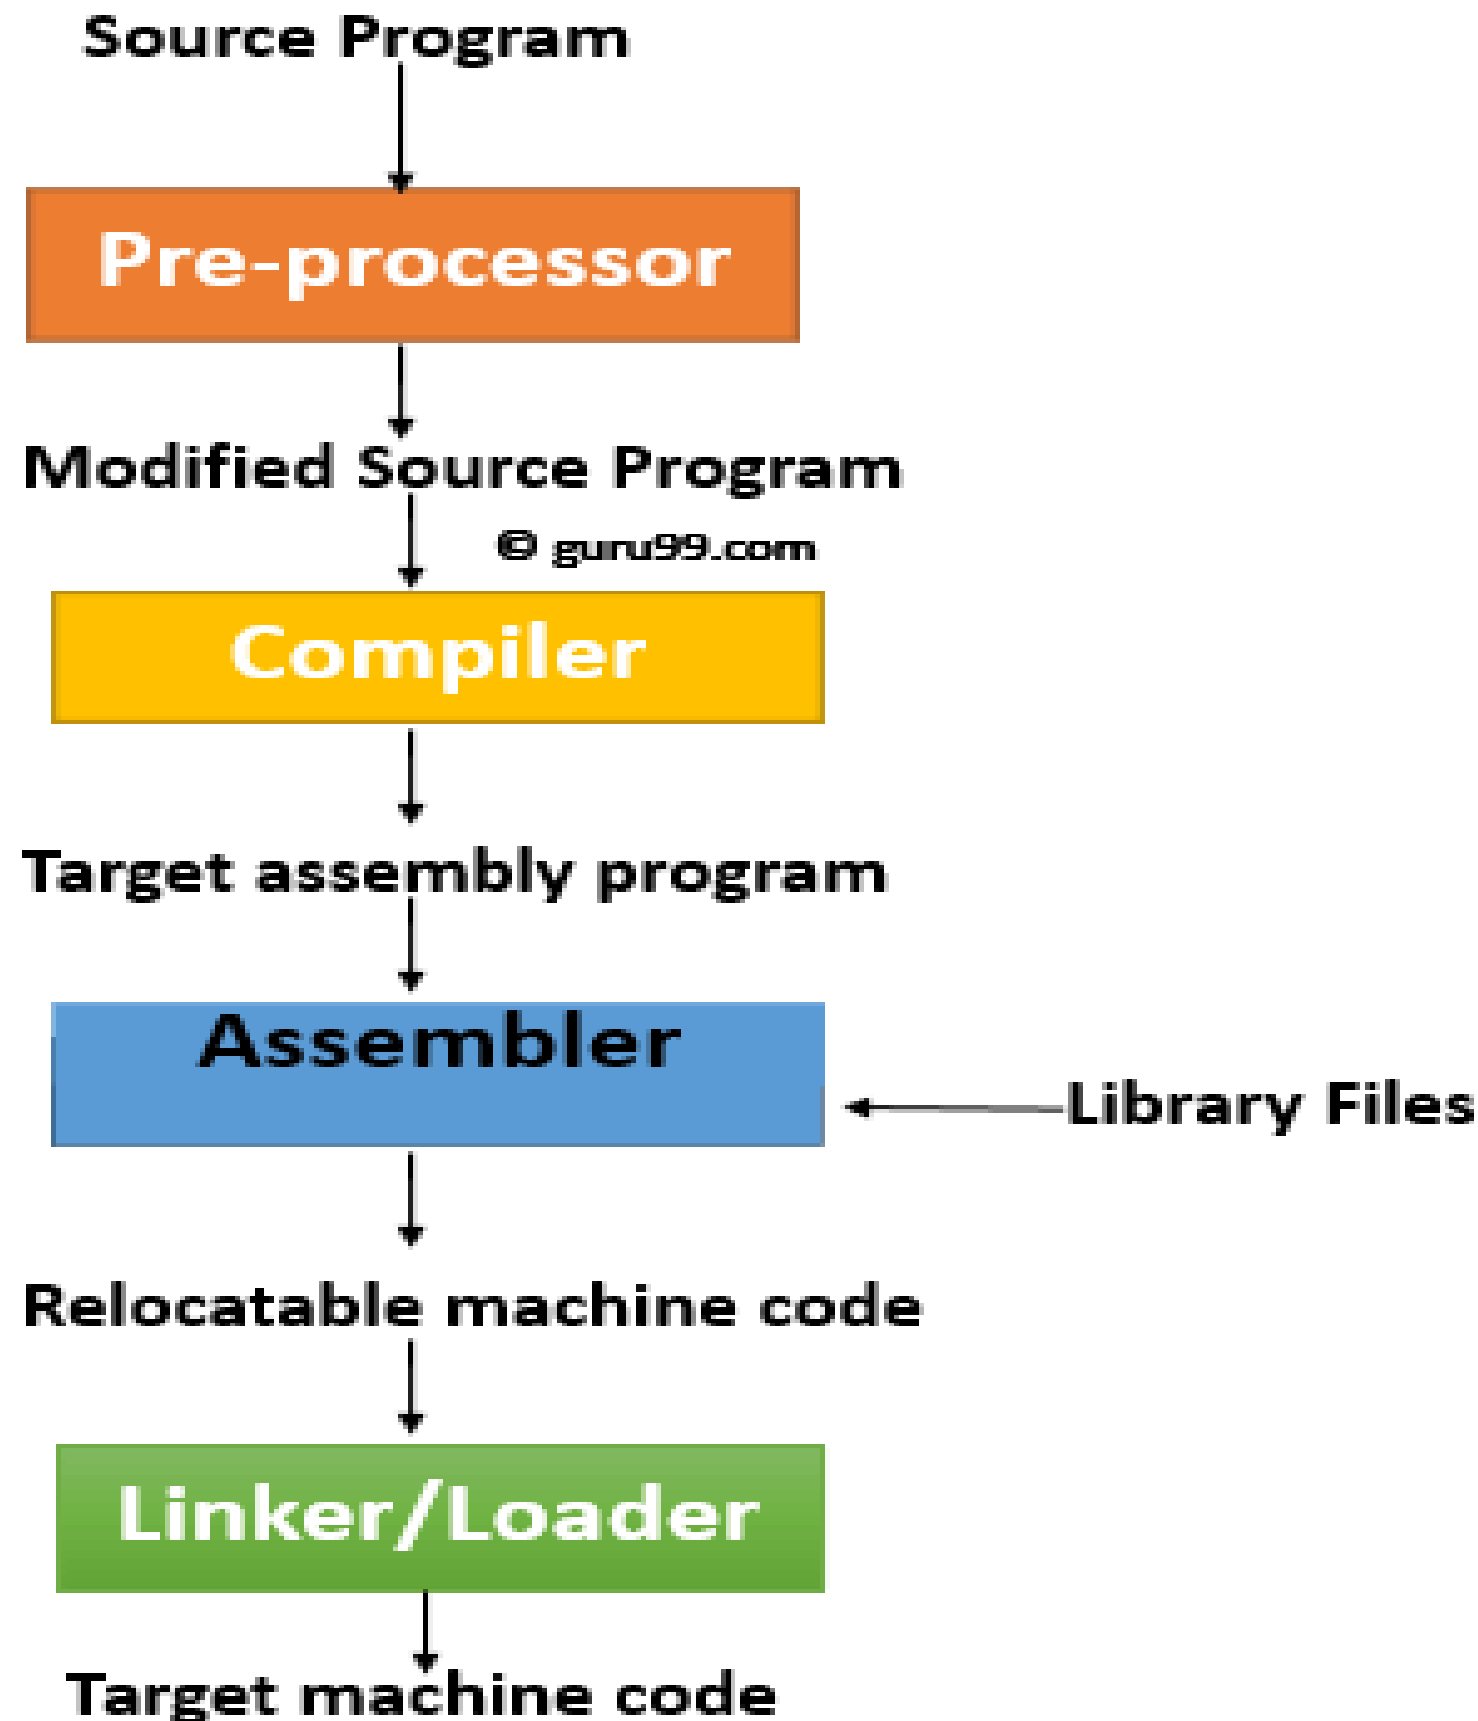 Source Program
Pre-processor
Modified Source Program
© guru99.com
Compiler
Target assembly program
Assembler
Library Files
Relocatable machine code
Linker/Loader
Target machine code